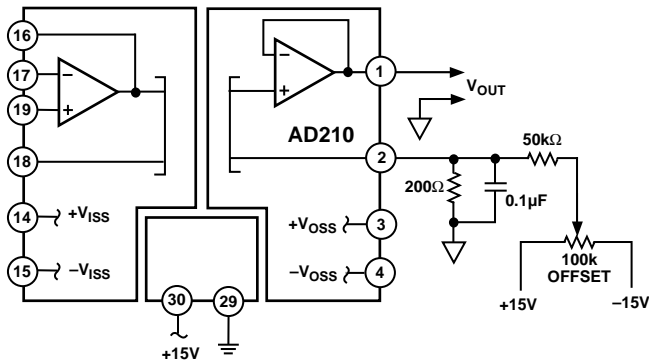 16
17
19
18
14
15
−
+
+VISS
−VISS
30
29
+15V
−
+
AD210
1
2
3
4
+VOSS
−VOSS
VOUT
50kΩ
200Ω
0.1µF
100k
OFFSET
+15V
−15V